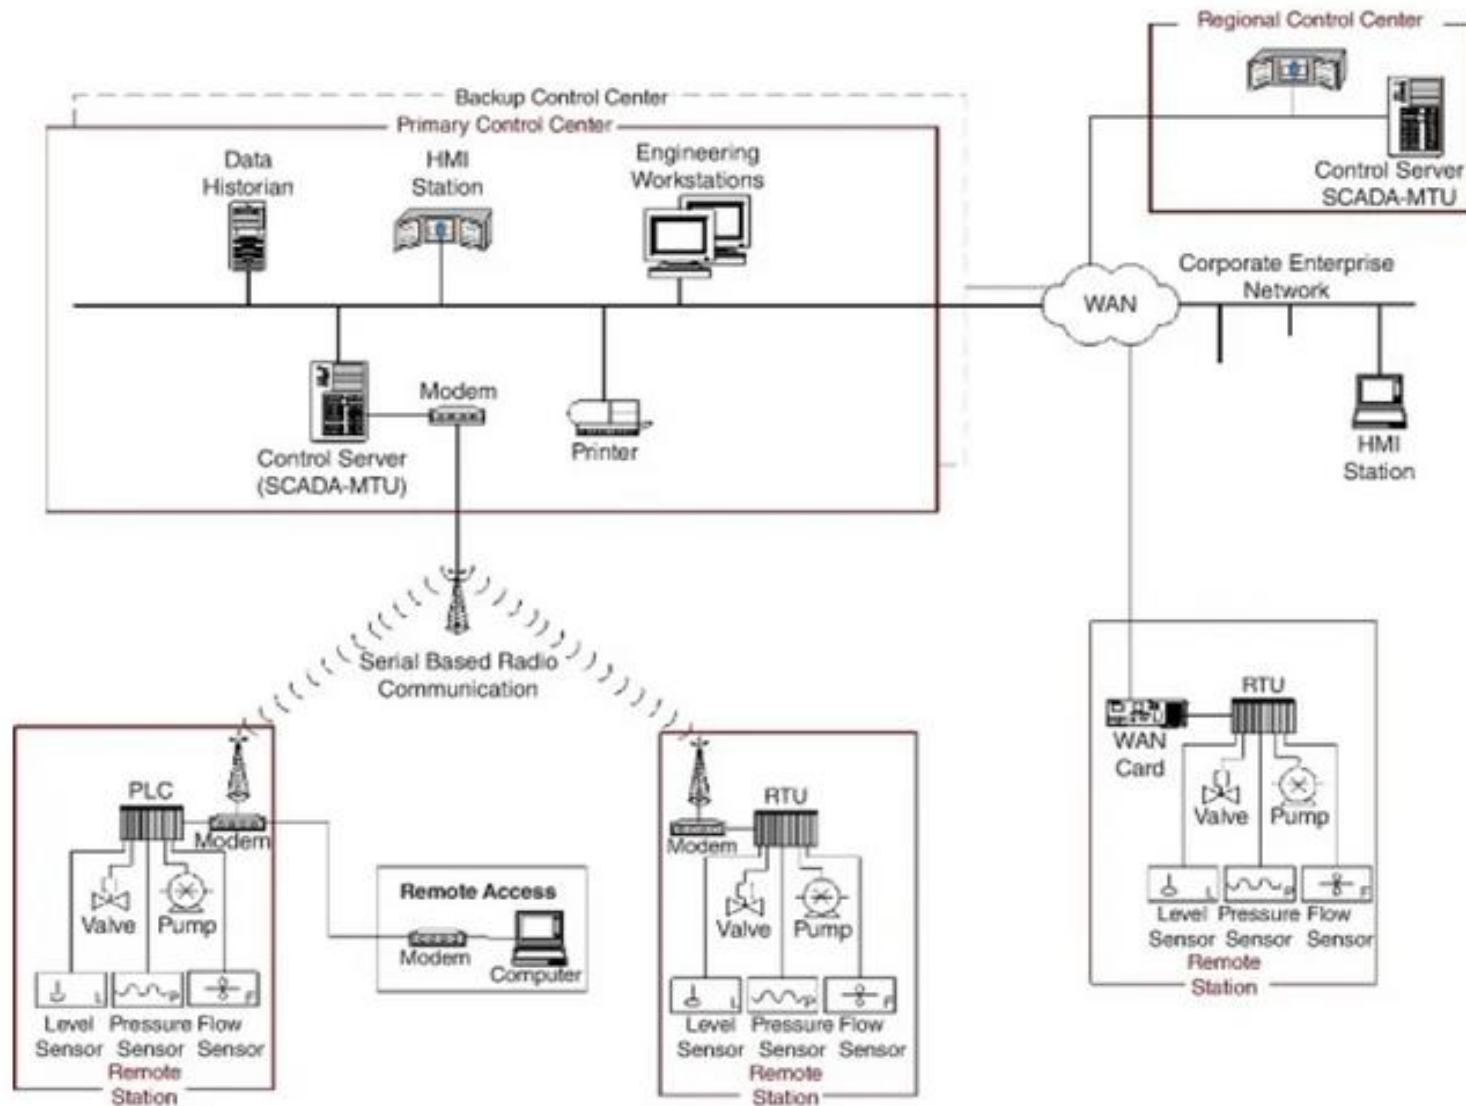 Regional Control Center
Control Server
SCADA-MTU
Backup Control Center
Primary Control Center
Data
Historian
HMI
Station
Engineering
Workstations
Control Server
(SCADA-MTU)
Modem
Printer
WAN
Corporate Enterprise
Network
HMI
Station
Serial Based Radio
Communication
PLC
Modem
Valve
Pump
L
P
F
Level
Sensor
Pressure
Sensor
Flow
Sensor
Remote
Station
Remote Access
Modem
Computer
RTU
Modem
Valve
Pump
L
P
F
Level
Sensor
Pressure
Sensor
Flow
Sensor
Remote
Station
RTU
WAN
Card
Valve
Pump
L
P
F
Level
Sensor
Pressure
Sensor
Flow
Sensor
Remote
Station